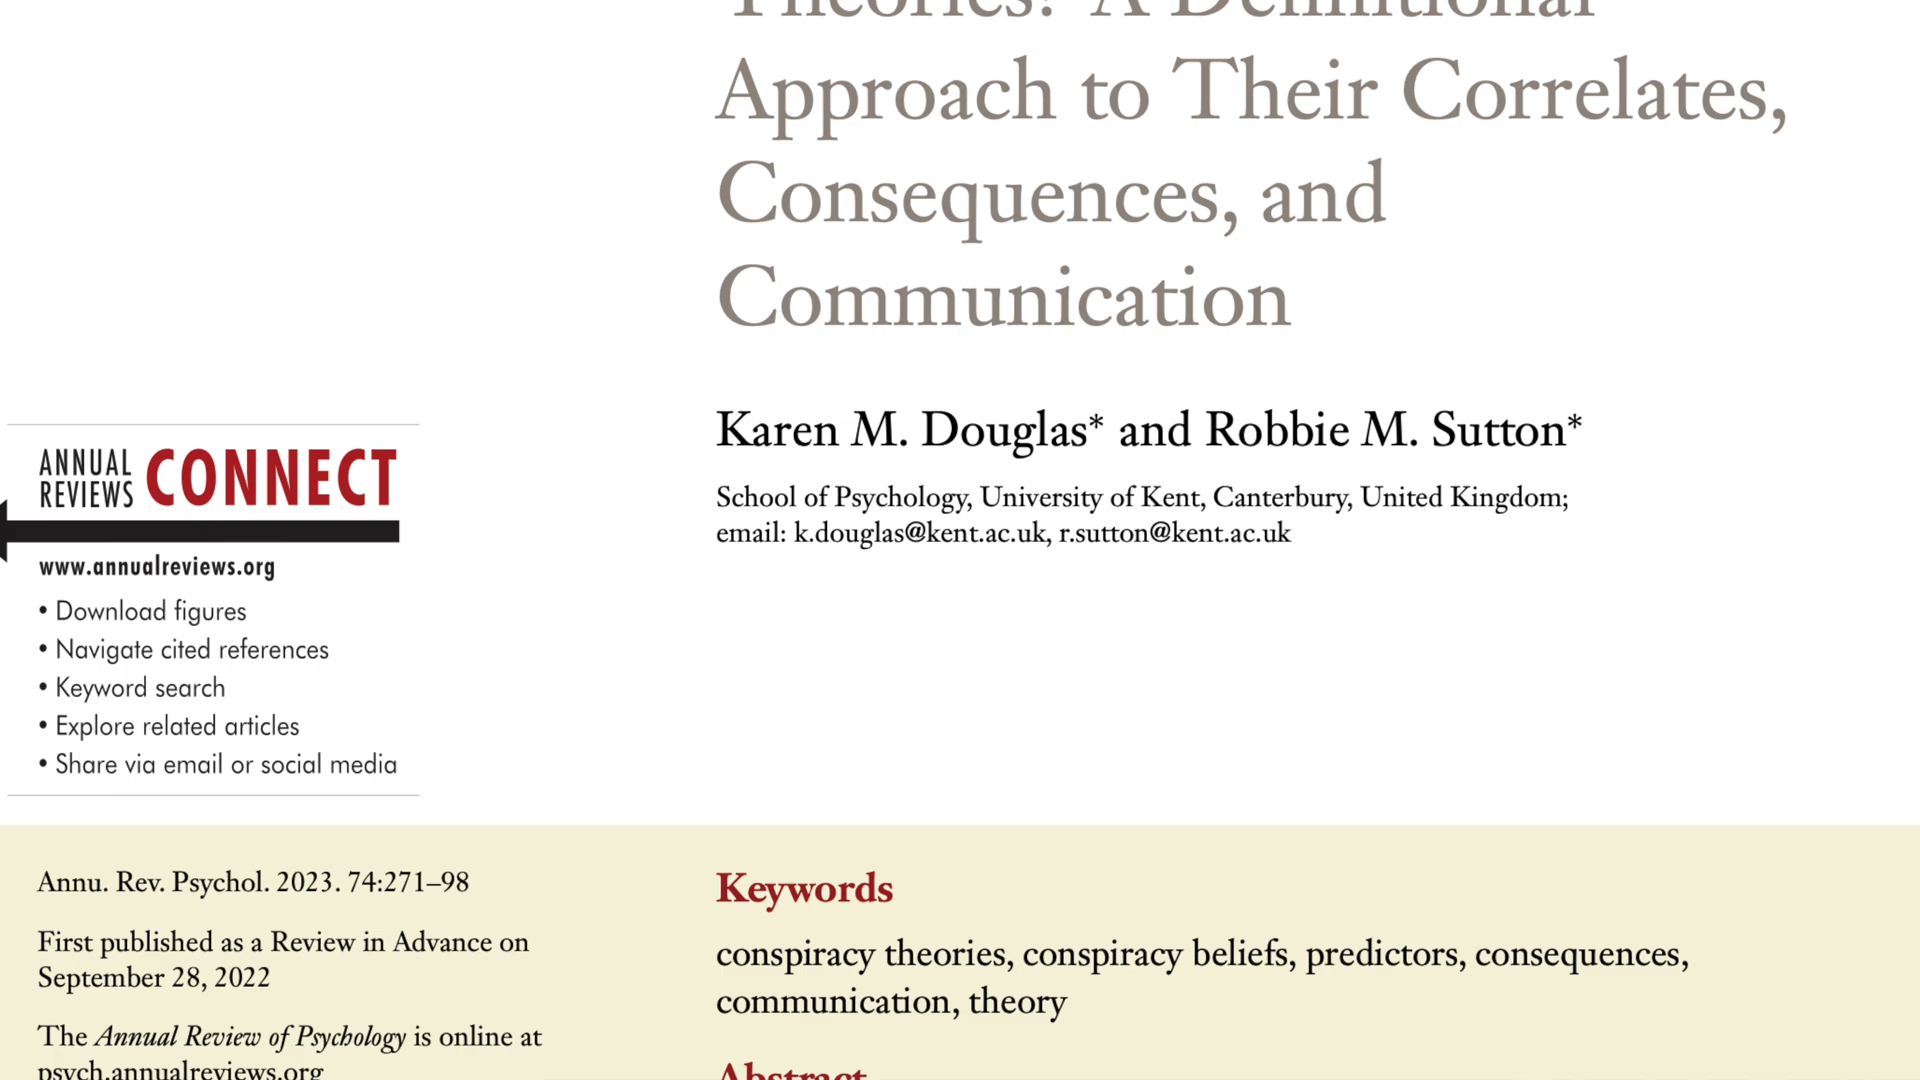 Theories? A Definitional
Approach to Their Correlates,
Consequences, and
Communication
Karen M. Douglas* and Robbie M. Sutton*
School of Psychology, University of Kent, Canterbury, United Kingdom;
email: k.douglas@kent.ac.uk, r.sutton@kent.ac.uk
ANNUAL
REVIEWS CONNECT
www.annualreviews.org
• Download figures
• Navigate cited references
• Keyword search
• Explore related articles
• Share via email or social media
Annu. Rev. Psychol. 2023. 74:271–98
First published as a Review in Advance on
September 28, 2022
The Annual Review of Psychology is online at
psych.annualreviews.org
Keywords
conspiracy theories, conspiracy beliefs, predictors, consequences,
communication, theory
Abstract